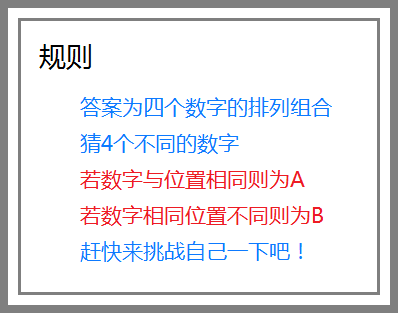 规则
答案为四个数字的排列组合
猜4个不同的数字
若数字与位置相同则为A
若数字相同位置不同则为B
赶快来挑战自己一下吧！